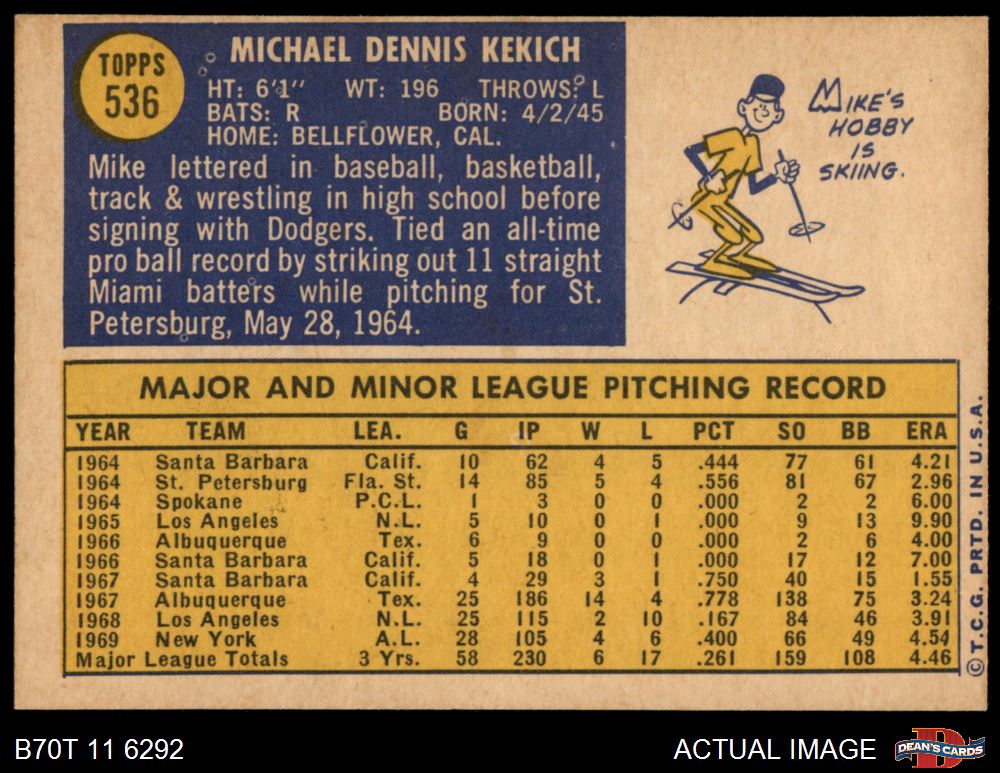 TOPPS
536
MICHAEL DENNIS KEKICH
HT: 6'1" WT: 196 THROWS: L
BATS: R BORN: 4/2/45
HOME: BELLFLOWER, CAL.
Mike lettered in baseball, basketball,
track & wrestling in high school before
signing with Dodgers. Tied an all-time
pro ball record by striking out 11 straight
Miami batters while pitching for St.
Petersburg, May 28, 1964.
MIKE'S
HOBBY
IS
SKIING.
MAJOR AND MINOR LEAGUE PITCHING RECORD
YEAR TEAM LEA. G IP W L PCT SO BB ERA
1964 Santa Barbara Calif. 10 62 4 5 .444 77 61 4.21
1964 St. Petersburg Fla. St. 14 85 5 4 .556 81 67 2.96
1964 Spokane P.C.L. 1 3 0 0 .000 2 2 6.00
1965 Los Angeles N.L. 5 10 0 1 .000 9 13 9.90
1966 Albuquerque Tex. 6 9 0 0 .000 2 6 4.00
1966 Santa Barbara Calif. 5 18 0 1 .000 17 12 7.00
1967 Santa Barbara Calif. 4 29 3 1 .750 40 15 1.55
1967 Albuquerque Tex. 25 186 14 4 .778 138 75 3.24
1968 Los Angeles N.L. 25 115 2 10 .167 84 46 3.91
1969 New York A.L. 28 105 4 6 .400 66 49 4.54
Major League Totals 3 Yrs. 58 230 6 17 .261 159 108 4.46
© T.C.G. PRTD. IN U.S.A.
B70T 11 6292
ACTUAL IMAGE
D
DEAN'S CARDS